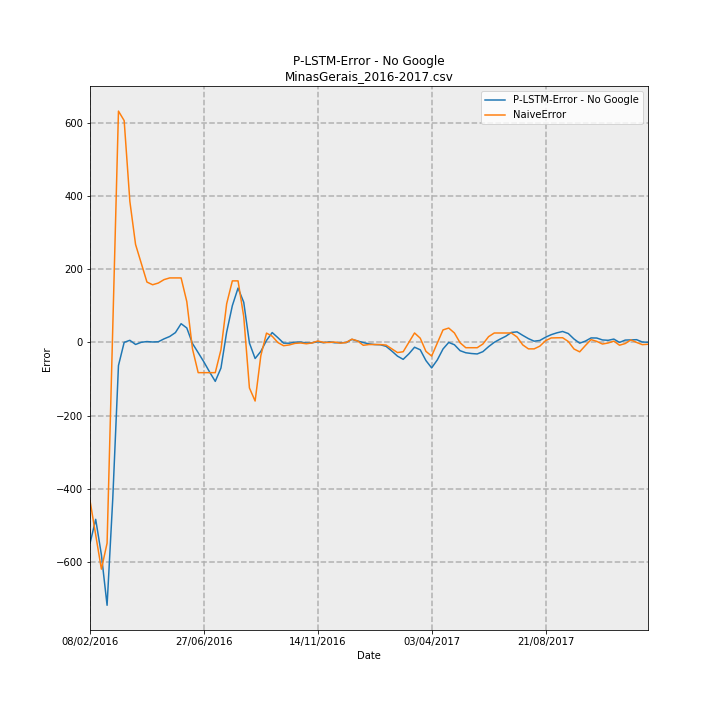 P-LSTM-Error - No Google
MinasGerais_2016-2017.csv
P-LSTM-Error - No Google
NaiveError
Error
600
400
200
0
−200
−400
−600
08/02/2016
27/06/2016
14/11/2016
03/04/2017
21/08/2017
Date